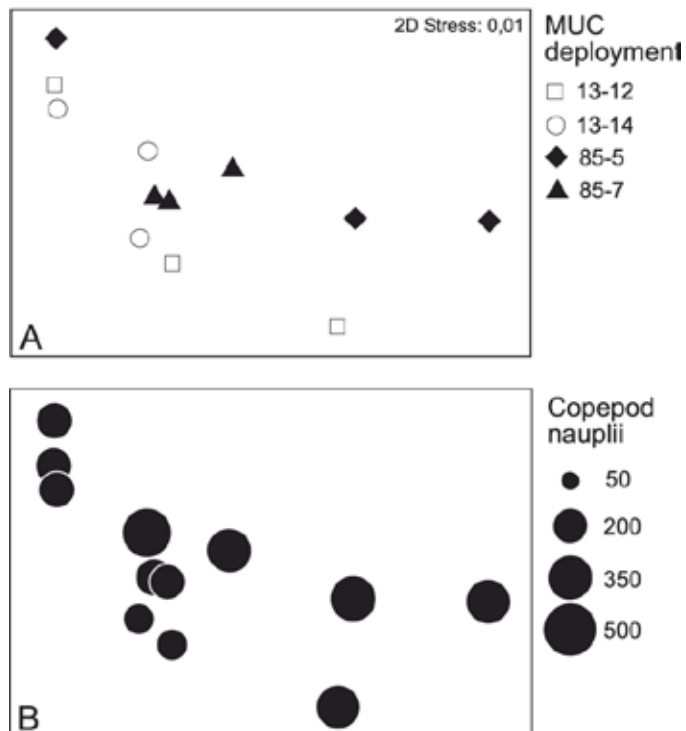 2D Stress: 0,01
MUC
deployment
13-12
13-14
85-5
85-7
A
Copepod
nauplii
50
200
350
500
B